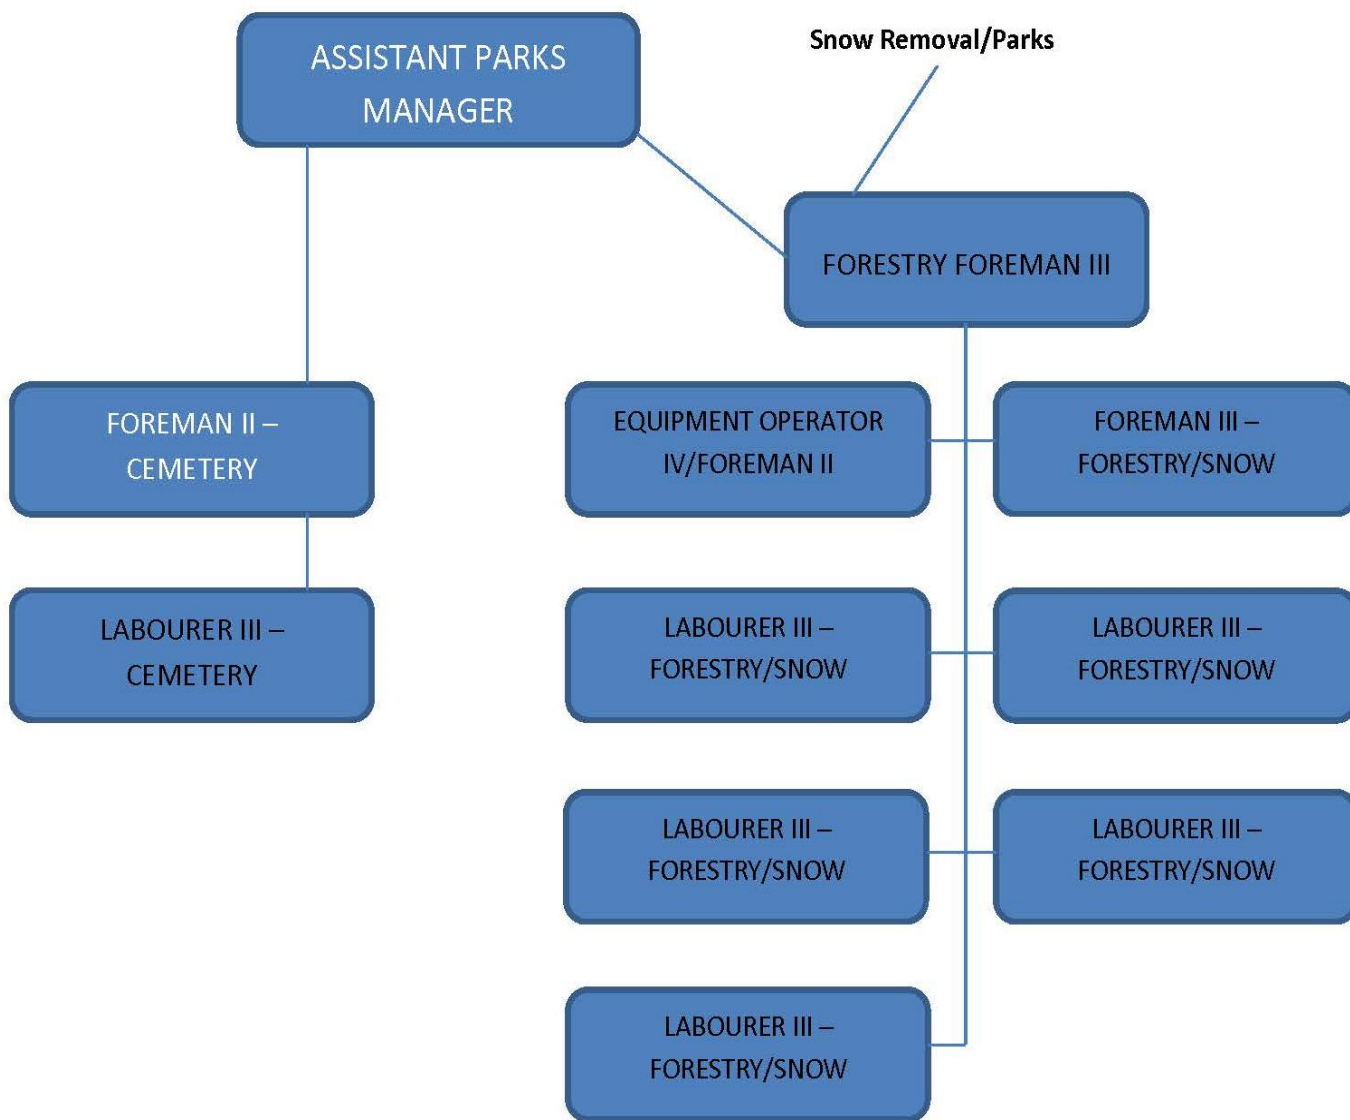 ASSISTANT PARKS
MANAGER
Snow Removal/Parks
FORESTRY FOREMAN III
FOREMAN II –
CEMETERY
EQUIPMENT OPERATOR
IV/FOREMAN II
FOREMAN III –
FORESTRY/SNOW
LABOURER III –
CEMETERY
LABOURER III –
FORESTRY/SNOW
LABOURER III –
FORESTRY/SNOW
LABOURER III –
FORESTRY/SNOW
LABOURER III –
FORESTRY/SNOW
LABOURER III –
FORESTRY/SNOW